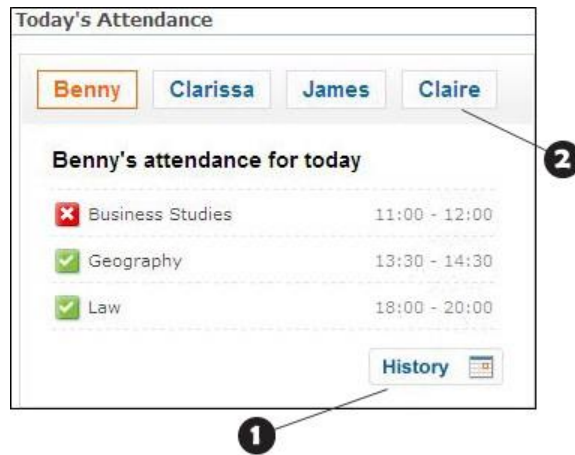 Today's Attendance
Benny Clarissa James Claire
2
Benny's attendance for today
Business Studies 11:00 - 12:00
Geography 13:30 - 14:30
Law 18:00 - 20:00
History
1